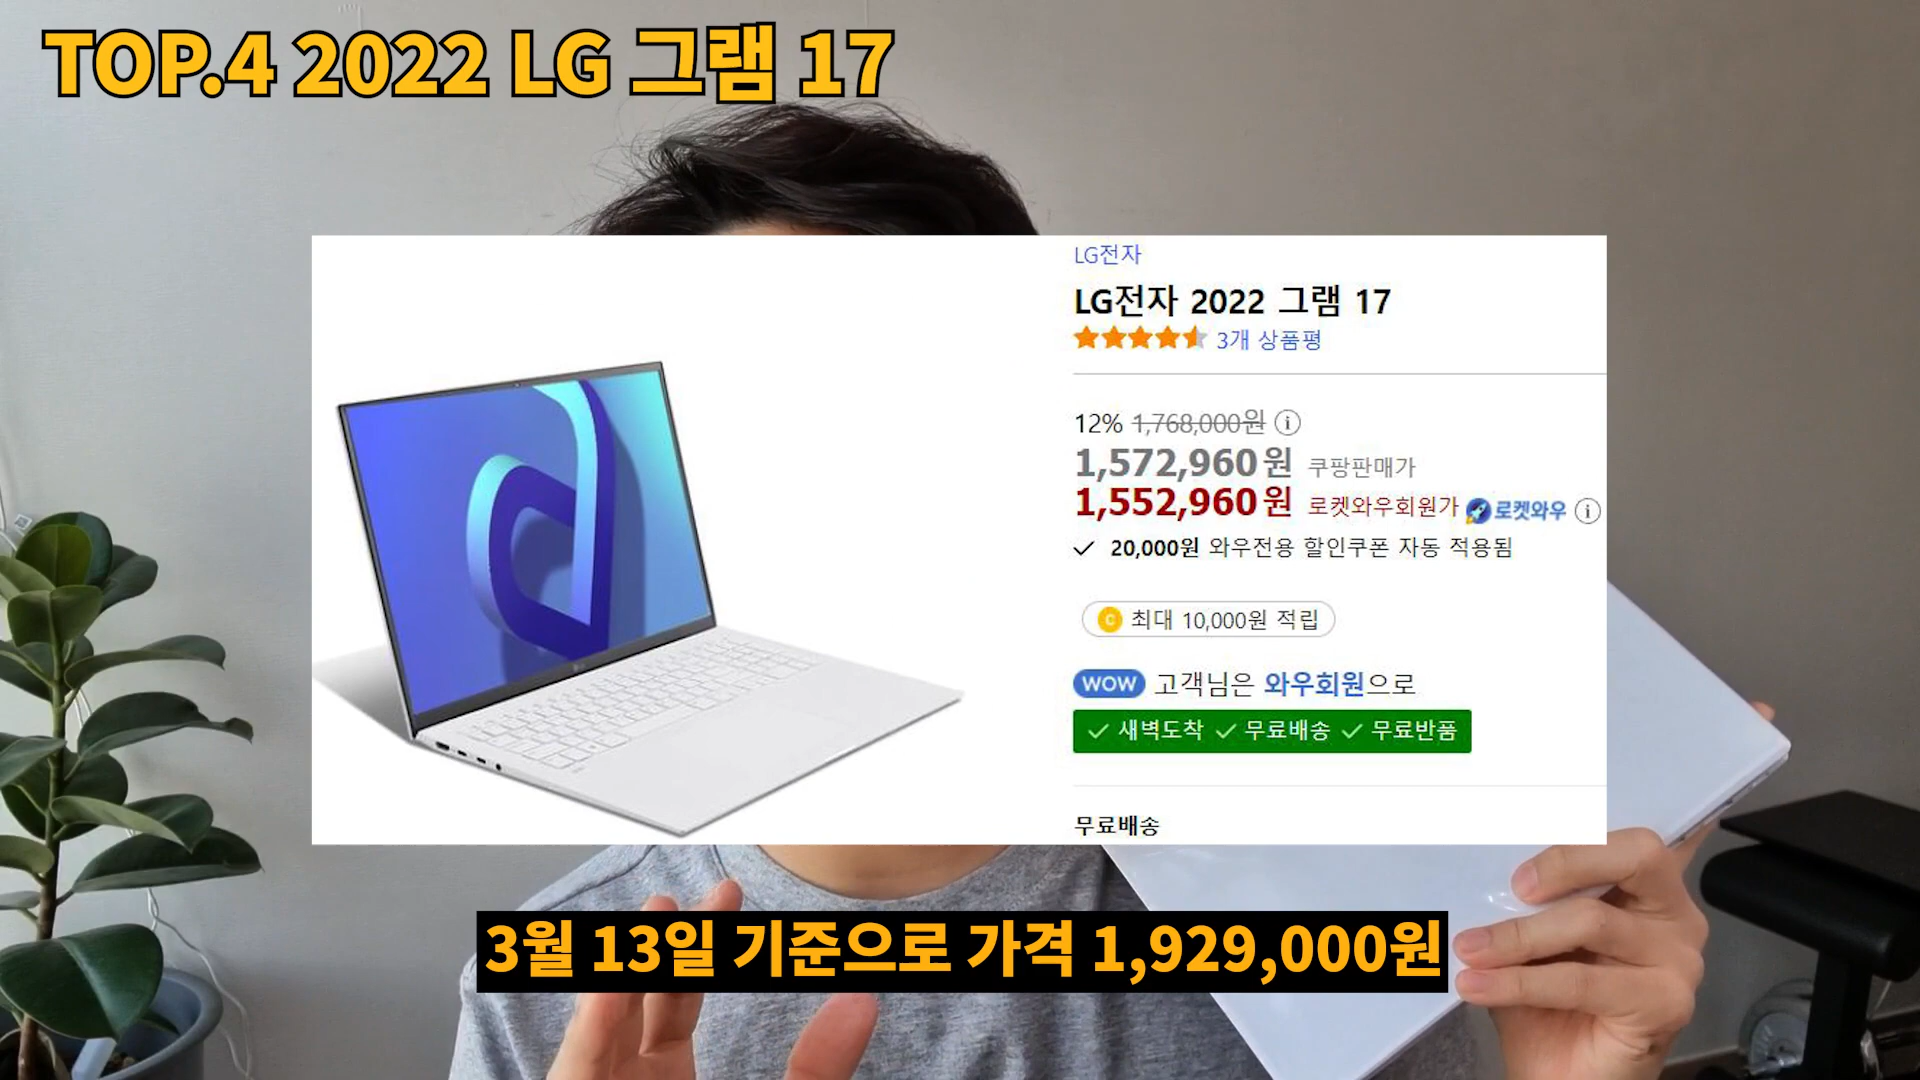 TOP.4 2022 LG 그램 17
LG전자
LG전자 2022 그램 17
3개 상품평
12% 1,768,000원
1,572,960원 쿠팡판매가
1,552,960원 로켓와우회원가 로켓와우
20,000원 와우전용 할인쿠폰 자동 적용됨
최대 10,000원 적립
WOW 고객님은 와우회원으로
새벽도착 무료배송 무료반품
무료배송
3월 13일 기준으로 가격 1,929,000원